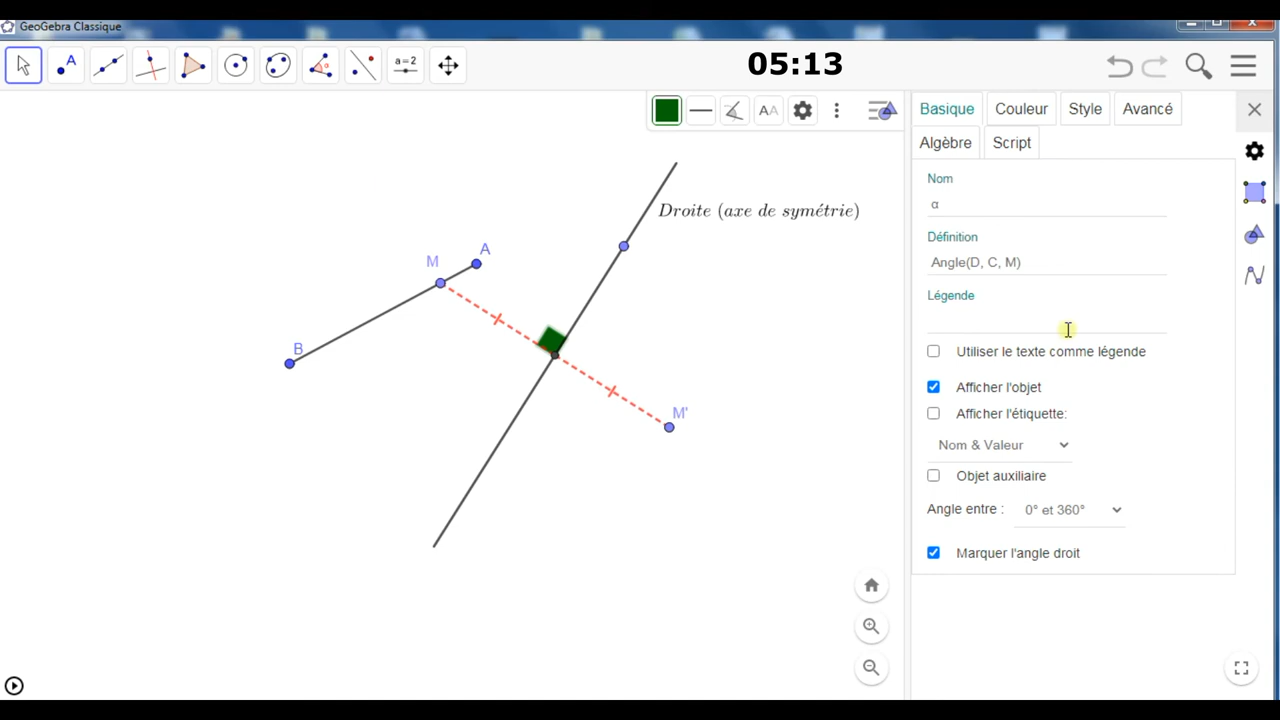 GeoGebra Classique
A
a=2
05:13
AA
Basique
Couleur
Style
Avancé
Algèbre
Script
Nom
α
Définition
Angle(D, C, M)
Légende
Utiliser le texte comme légende
Afficher l'objet
Afficher l'étiquette:
Nom & Valeur
Objet auxiliaire
Angle entre :
0° et 360°
Marquer l'angle droit
Droite (axe de symétrie)
A
M
B
M'